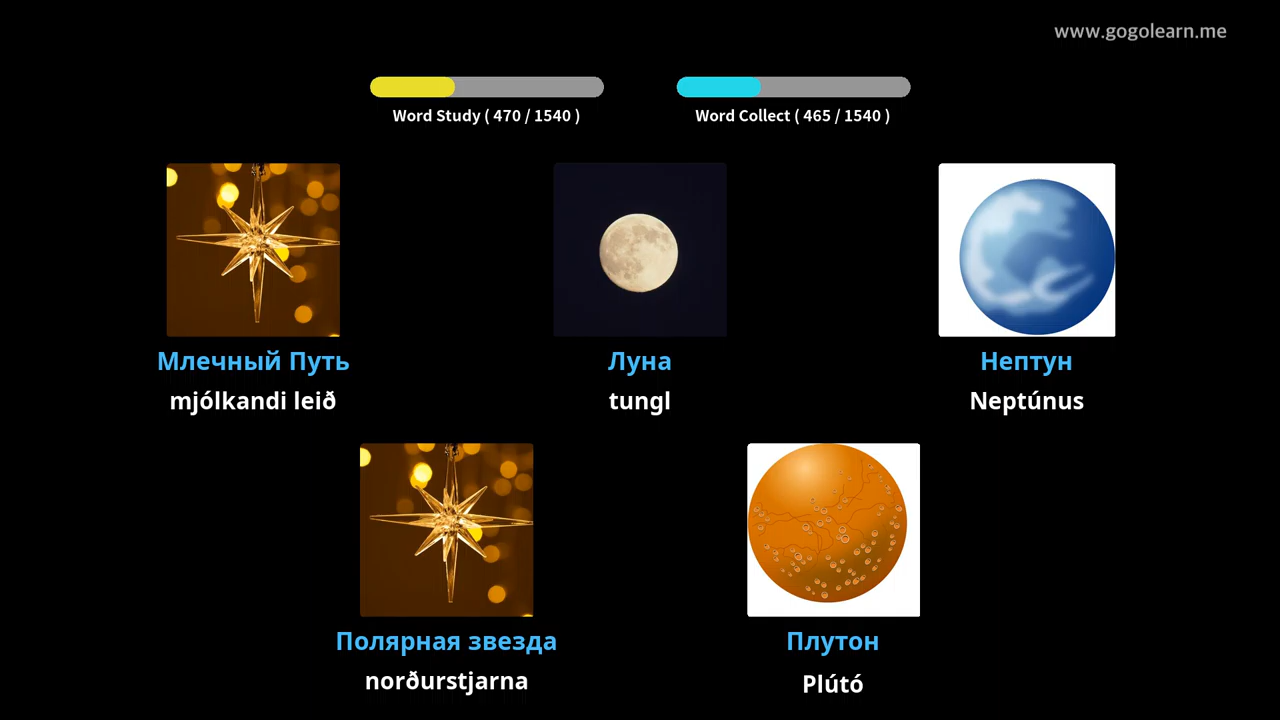 www.gogolearn.me
Word Study ( 470 / 1540 )
Word Collect ( 465 / 1540 )
Млечный Путь
mjólkandi leið
Луна
tungl
Нептун
Neptúnus
Полярная звезда
norðurstjarna
Плутон
Plútó